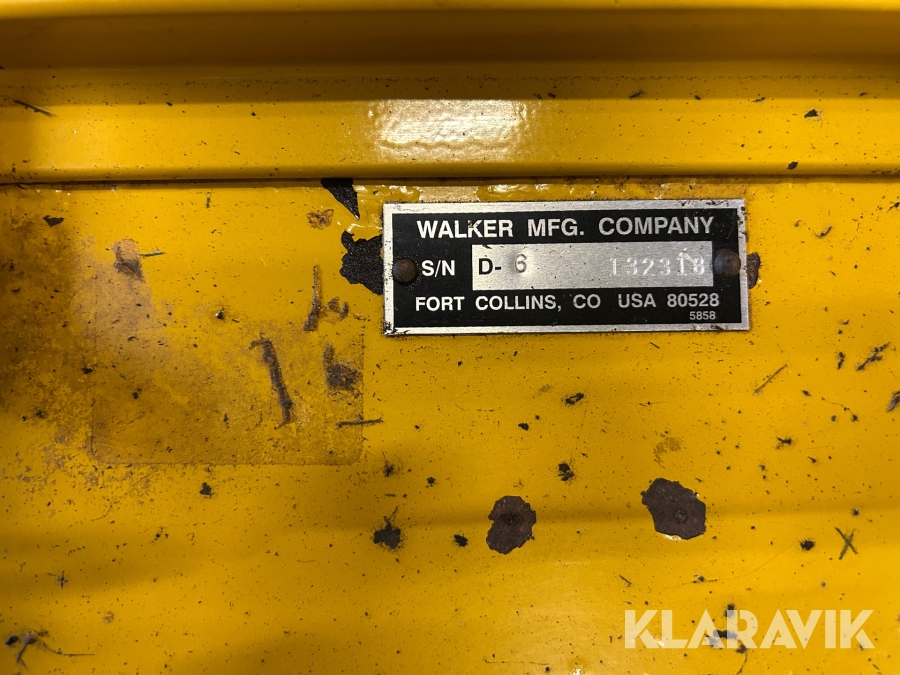 WALKER MFG. COMPANY
S/N D- 6 132318
FORT COLLINS, CO USA 80528
5858
KLARAVIK